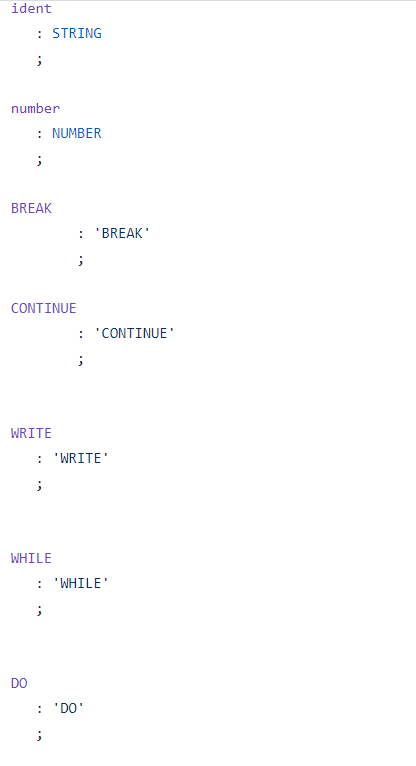 ident
   : STRING
   ;
number
   : NUMBER
   ;
BREAK
        : 'BREAK'
        ;
CONTINUE
        : 'CONTINUE'
        ;
WRITE
   : 'WRITE'
   ;
WHILE
   : 'WHILE'
   ;
DO
   : 'DO'
   ;